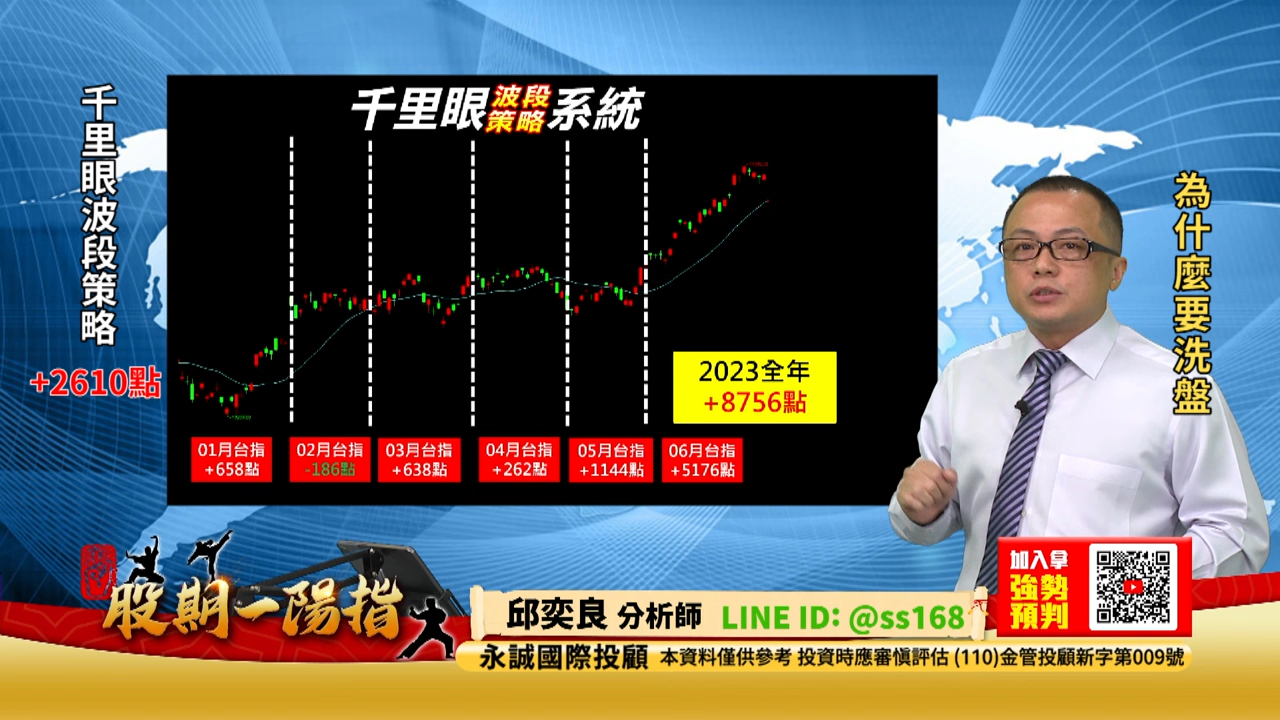 千里眼波段策略系統
千里眼波段策略
+2610點
為什麼要洗盤
2023全年
+8756點
01月台指
+658點
02月台指
-186點
03月台指
+638點
04月台指
+262點
05月台指
+1144點
06月台指
+5176點
股期一陽指
邱奕良 分析師 LINE ID: @ss168
加入拿
強勢
預判
永誠國際投顧 本資料僅供參考 投資時應審慎評估 (110)金管投顧新字第009號